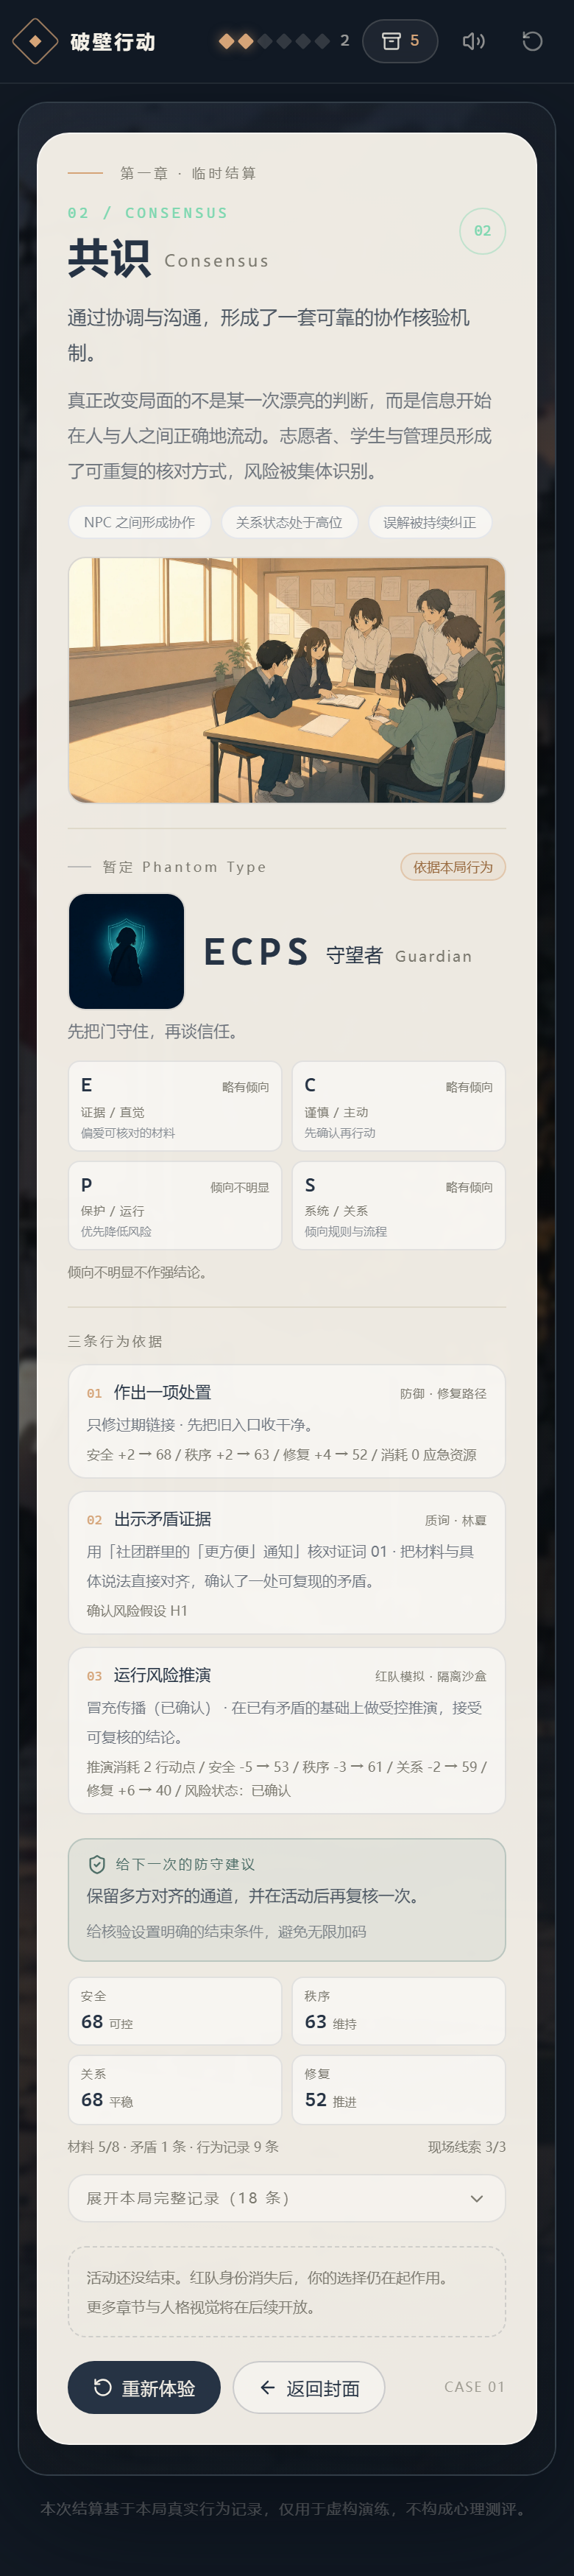 破壁行动
2
5
第一章 · 临时结算
02 / CONSENSUS
02
共识 Consensus
通过协调与沟通，形成了一套可靠的协作核验机
制。
真正改变局面的不是某一次漂亮的判断，而是信息开始
在人与人之间正确地流动。志愿者、学生与管理员形成
了可重复的核对方式，风险被集体识别。
NPC 之间形成协作
关系状态处于高位
误解被持续纠正
暂定 Phantom Type
依据本局行为
ECPS 守望者 Guardian
先把门守住，再谈信任。
E 略有倾向
证据 / 直觉
偏爱可核对的材料
C 略有倾向
谨慎 / 主动
先确认再行动
P 倾向不明显
保护 / 运行
优先降低风险
S 略有倾向
系统 / 关系
倾向规则与流程
倾向不明显不作强结论。
三条行为依据
01 作出一项处置 防御 · 修复路径
只修过期链接 · 先把旧入口收干净。
安全 +2 → 68 / 秩序 +2 → 63 / 修复 +4 → 52 / 消耗 0 应急资源
02 出示矛盾证据 质询 · 林夏
用「社团群里的「更方便」通知」核对证词 01 · 把材料与具
体说法直接对齐，确认了一处可复现的矛盾。
确认风险假设 H1
03 运行风险推演 红队模拟 · 隔离沙盒
冒充传播（已确认） · 在已有矛盾的基础上做受控推演，接受
可复核的结论。
推演消耗 2 行动点 / 安全 -5 → 53 / 秩序 -3 → 61 / 关系 -2 → 59 /
修复 +6 → 40 / 风险状态：已确认
给下一次的防守建议
保留多方对齐的通道，并在活动后再复核一次。
给核验设置明确的结束条件，避免无限加码
安全
68 可控
秩序
63 维持
关系
68 平稳
修复
52 推进
材料 5/8 · 矛盾 1 条 · 行为记录 9 条
现场线索 3/3
展开本局完整记录（18 条）
活动还没结束。红队身份消失后，你的选择仍在起作用。
更多章节与人格视觉将在后续开放。
重新体验
返回封面
CASE 01
本次结算基于本局真实行为记录，仅用于虚构演练，不构成心理测评。